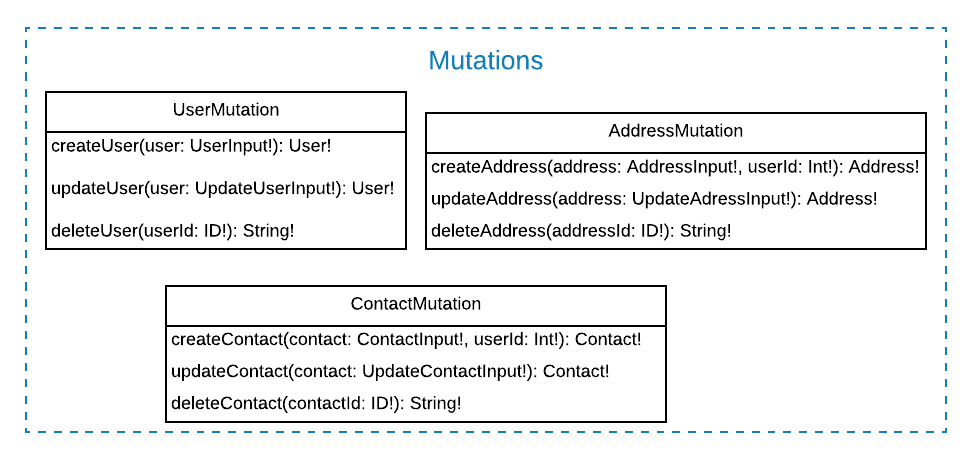 Mutations
UserMutation
createUser(user: UserInput!): User!
updateUser(user: UpdateUserInput!): User!
deleteUser(userId: ID!): String!
AddressMutation
createAddress(address: AddressInput!, userId: Int!): Address!
updateAddress(address: UpdateAdressInput!): Address!
deleteAddress(addressId: ID!): String!
ContactMutation
createContact(contact: ContactInput!, userId: Int!): Contact!
updateContact(contact: UpdateContactInput!): Contact!
deleteContact(contactId: ID!): String!